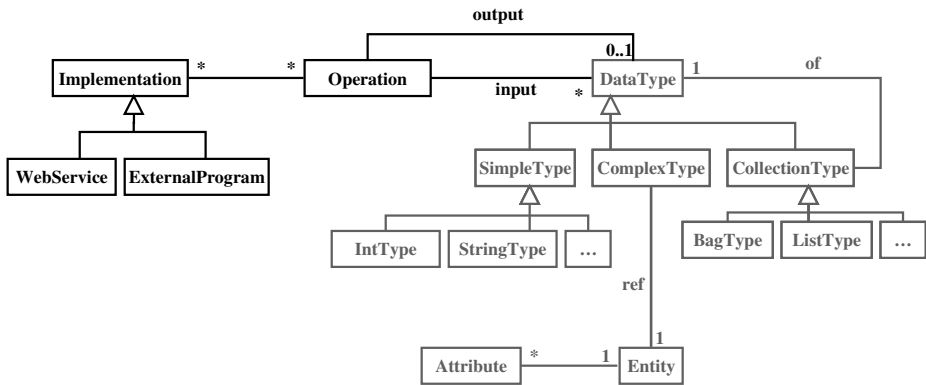 output
0..1
Implementation
*
*
Operation
input
*
DataType
1
of
WebService
ExternalProgram
SimpleType
ComplexType
CollectionType
IntType
StringType
...
BagType
ListType
...
ref
1
Attribute
*
1
Entity